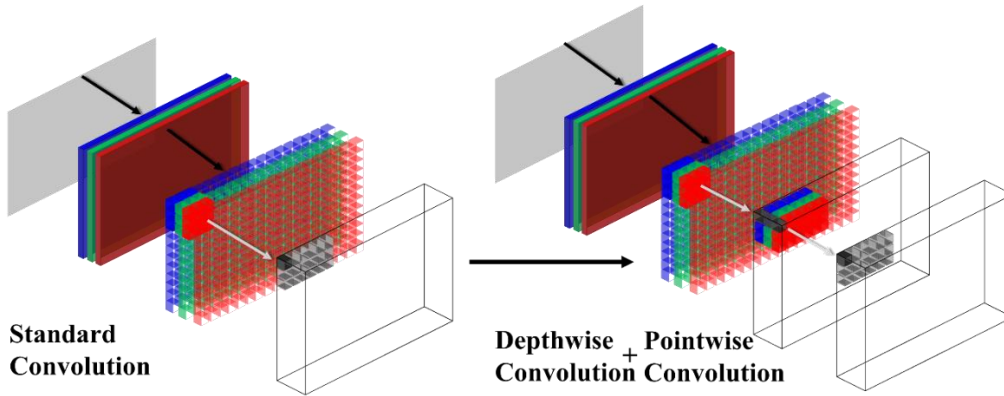 Standard
Convolution
Depthwise + Pointwise
Convolution Convolution